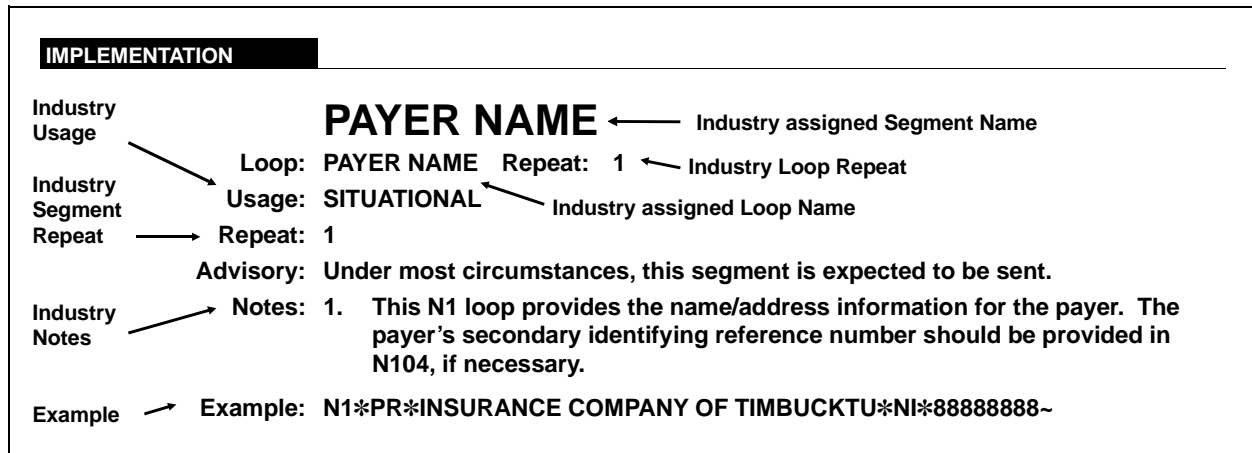 IMPLEMENTATION
Industry
Usage
PAYER NAME
Industry assigned Segment Name
Loop: PAYER NAME Repeat: 1
Industry Loop Repeat
Industry
Segment
Repeat
Usage: SITUATIONAL
Industry assigned Loop Name
Repeat: 1
Advisory: Under most circumstances, this segment is expected to be sent.
Industry
Notes
Notes: 1. This N1 loop provides the name/address information for the payer. The
payer’s secondary identifying reference number should be provided in
N104, if necessary.
Example
Example: N1✽PR✽INSURANCE COMPANY OF TIMBUCKTU✽NI✽88888888~